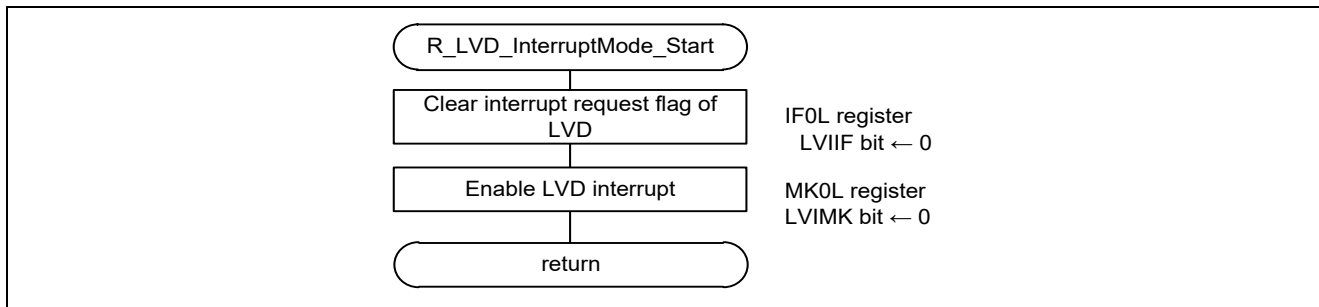 R_LVD_InterruptMode_Start
Clear interrupt request flag of
LVD
IF0L register
LVIIF bit ← 0
Enable LVD interrupt
MK0L register
LVIMK bit ← 0
return